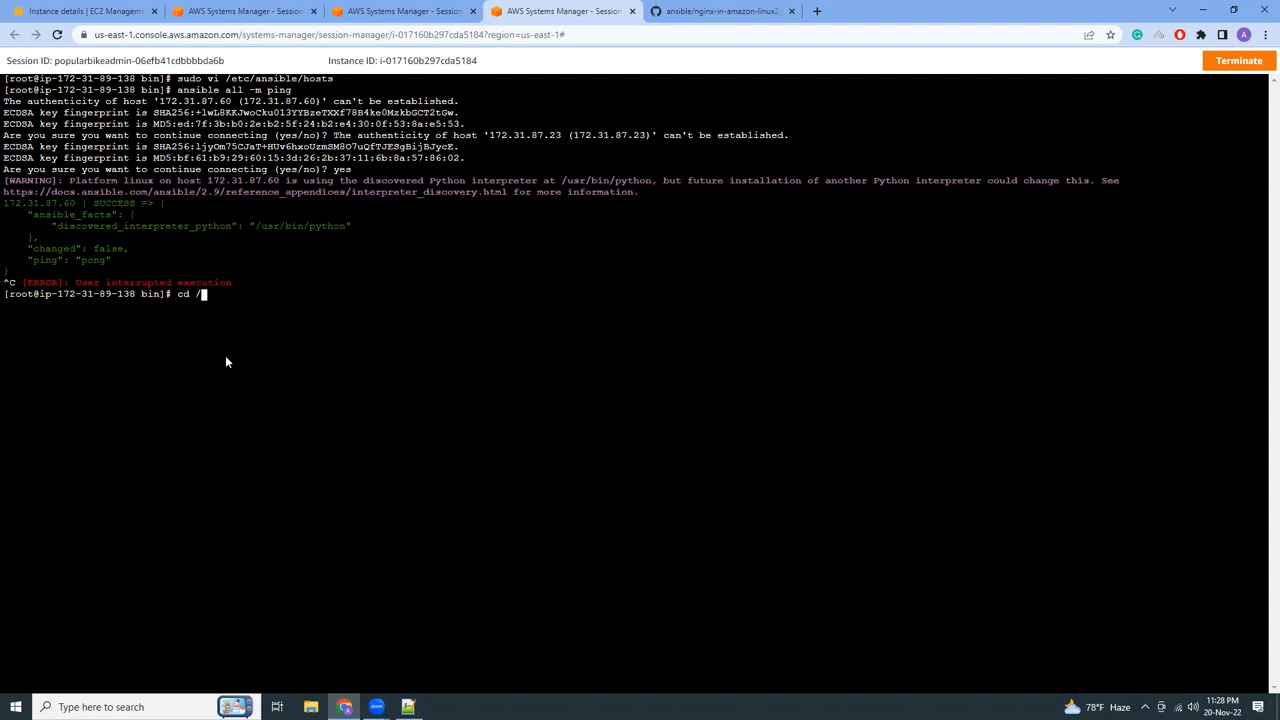 Instance details | EC2 Manageme
AWS Systems Manager - Session
AWS Systems Manager - Session
AWS Systems Manager - Session
ansible/nginx-in-amazon-linux2
us-east-1.console.aws.amazon.com/systems-manager/session-manager/i-017160b297cda5184?region=us-east-1#
A
Session ID: popularbikeadmin-06efb41cdbbbbda6b
Instance ID: i-017160b297cda5184
Terminate
[root@ip-172-31-89-138 bin]# sudo vi /etc/ansible/hosts
[root@ip-172-31-89-138 bin]# ansible all -m ping
The authenticity of host '172.31.87.60 (172.31.87.60)' can't be established.
ECDSA key fingerprint is SHA256:+lwL8KKJwoCku013YYBzeTXXf78B4ke0MzkbGCT2tGw.
ECDSA key fingerprint is MD5:ed:7f:3b:b0:2e:b2:5f:24:b2:e4:30:0f:53:8a:e5:53.
Are you sure you want to continue connecting (yes/no)? The authenticity of host '172.31.87.23 (172.31.87.23)' can't be established.
ECDSA key fingerprint is SHA256:ljyOm75CJaT+HUv6hxoUzmSM8O7uQfTJESgBijBJycE.
ECDSA key fingerprint is MD5:bf:61:b9:29:60:15:3d:26:2b:37:11:6b:8a:57:86:02.
Are you sure you want to continue connecting (yes/no)? yes
[WARNING]: Platform linux on host 172.31.87.60 is using the discovered Python interpreter at /usr/bin/python, but future installation of another Python interpreter could change this. See
https://docs.ansible.com/ansible/2.9/reference_appendices/interpreter_discovery.html for more information.
172.31.87.60 | SUCCESS => {
"ansible_facts": {
"discovered_interpreter_python": "/usr/bin/python"
},
"changed": false,
"ping": "pong"
}
^C [ERROR]: User interrupted execution
[root@ip-172-31-89-138 bin]# cd /
Type here to search
zoom
78°F Haze
11:28 PM
20-Nov-22